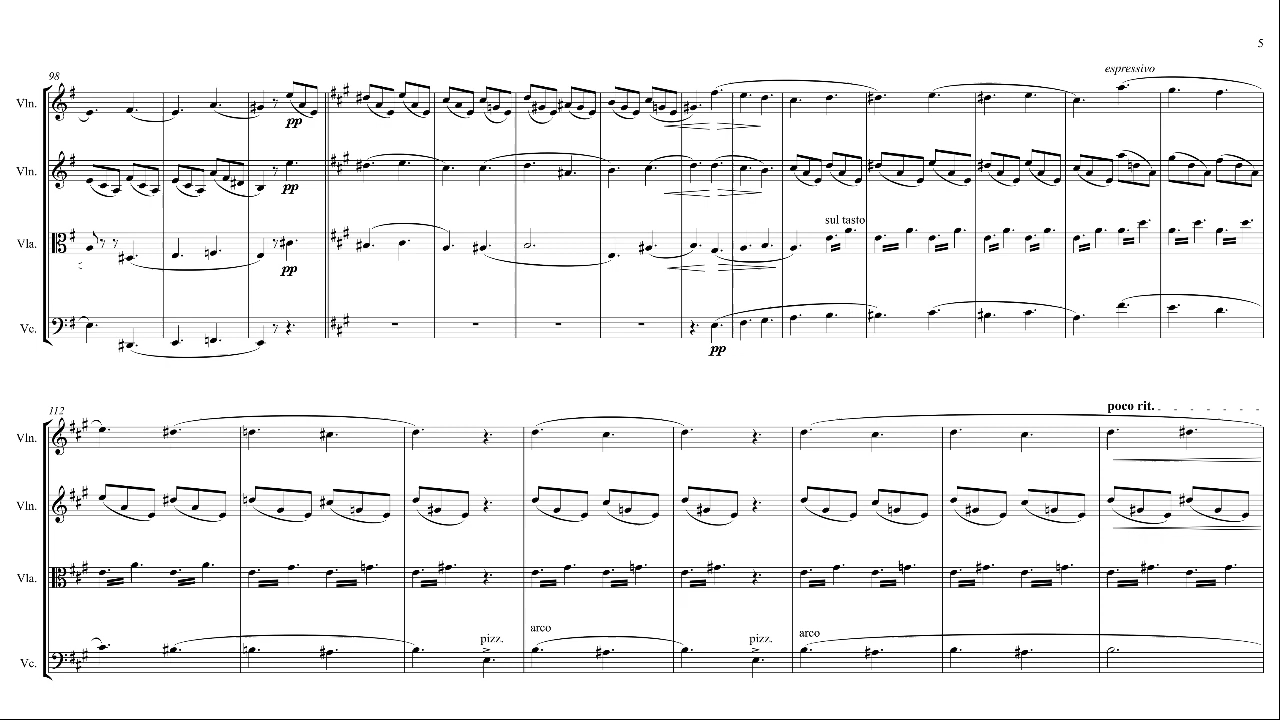 5
98
espressivo
Vln.
pp
Vln.
pp
sul tasto
Vla.
pp
Vc.
pp
112
poco rit.
Vln.
Vln.
Vla.
pizz.
arco
pizz.
arco
Vc.